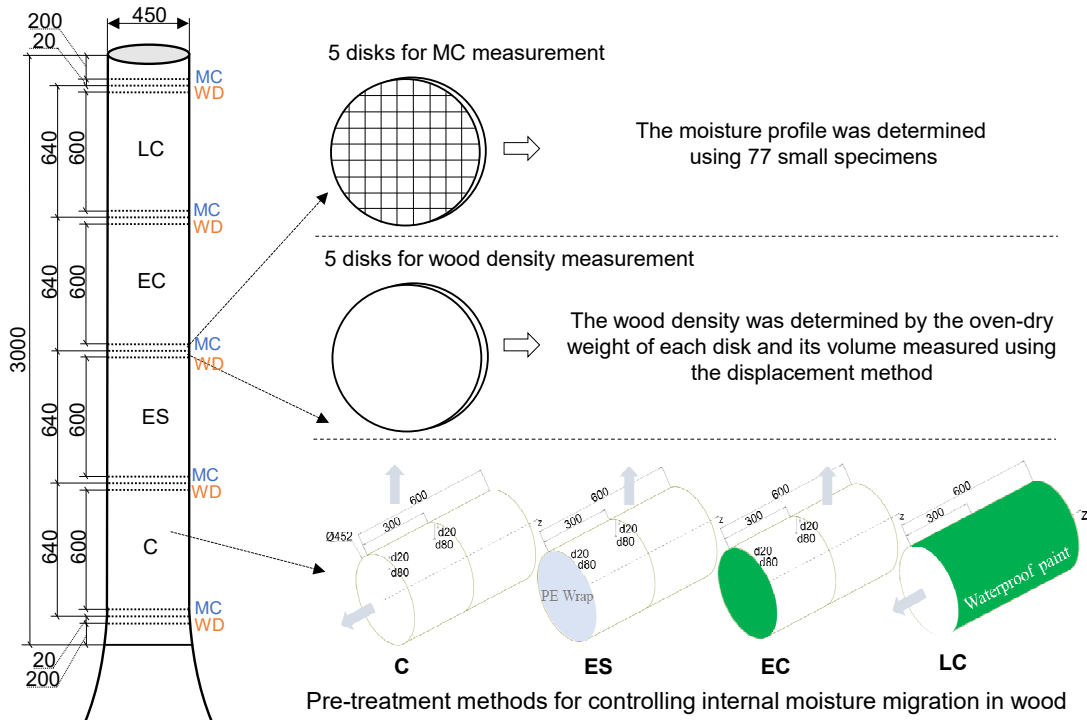 450
200
20
3000
MC
WD
640
600
LC
MC
WD
640
600
EC
MC
WD
640
600
ES
MC
WD
640
600
C
MC
WD
20
200
5 disks for MC measurement
The moisture profile was determined
using 77 small specimens
5 disks for wood density measurement
The wood density was determined by the oven-dry
weight of each disk and its volume measured using
the displacement method
600
300
Ø452
d20
d80
d20
d80
z
C
600
300
d20
d80
d20
d80
z
PE Wrap
ES
600
300
d20
d80
d20
d80
z
EC
600
300
z
Waterproof paint
LC
Pre-treatment methods for controlling internal moisture migration in wood